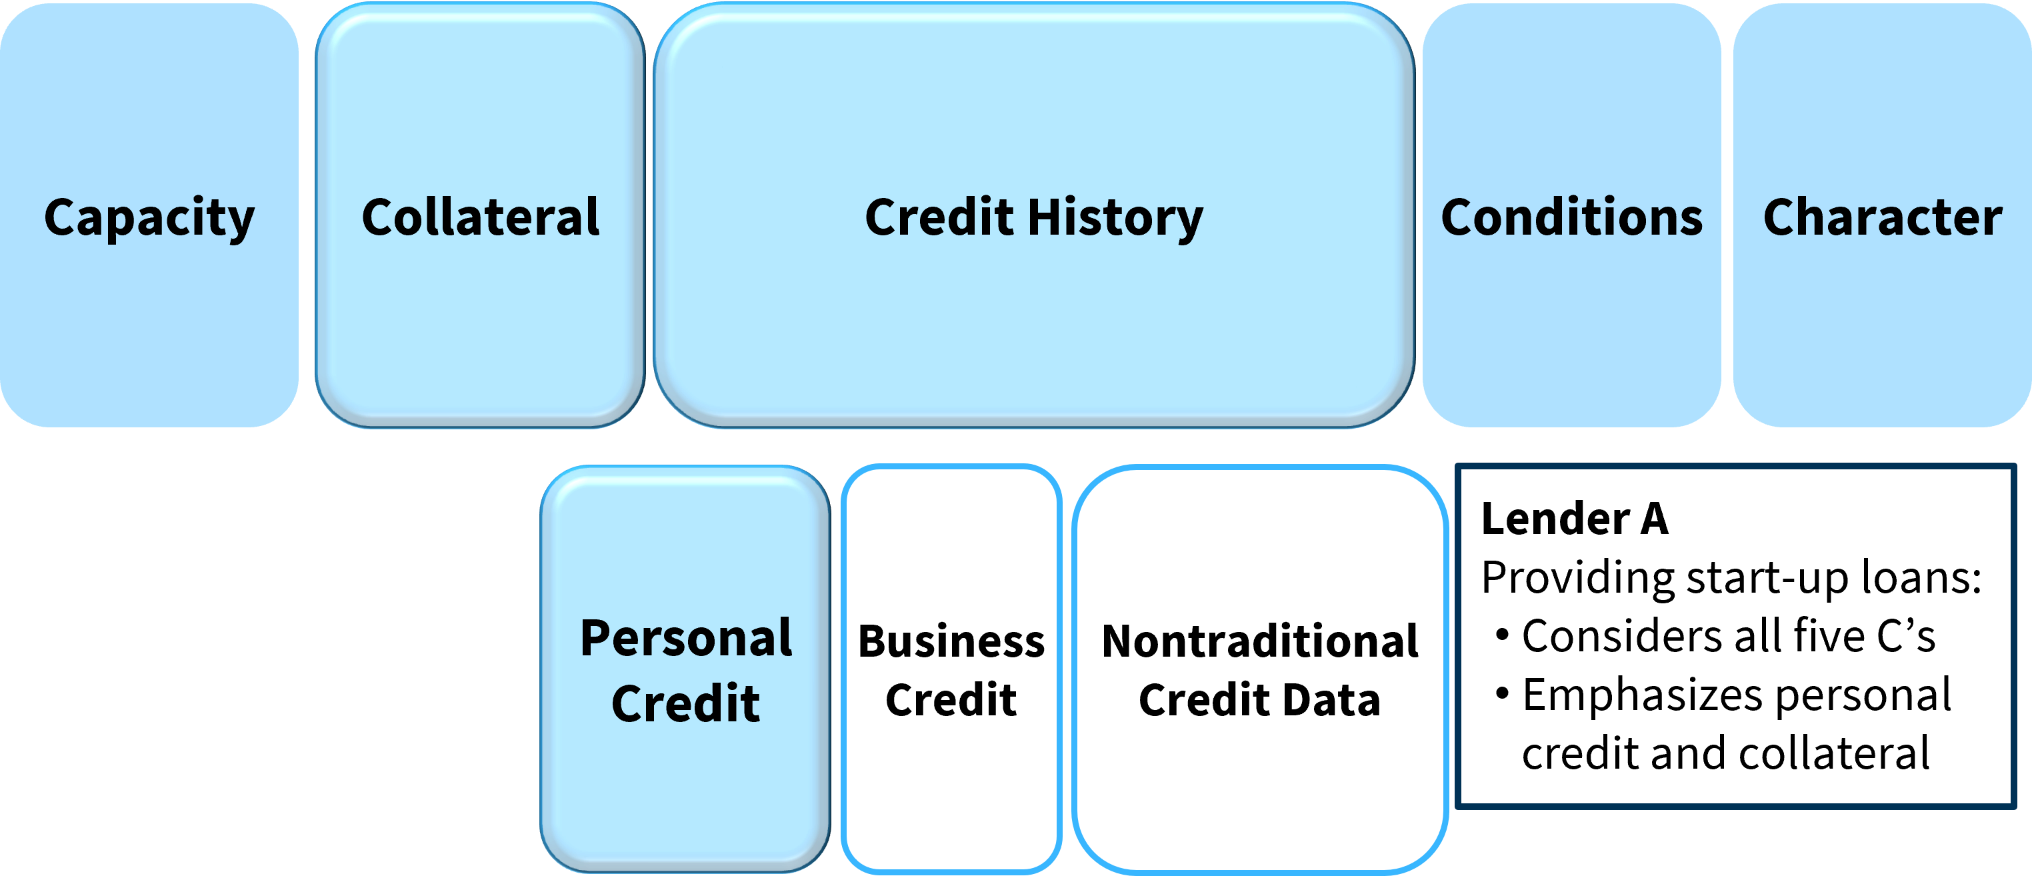 Capacity
Collateral
Credit History
Conditions
Character
Personal
Credit
Business
Credit
Nontraditional
Credit Data
Lender A
Providing start-up loans:
• Considers all five C’s
• Emphasizes personal
credit and collateral